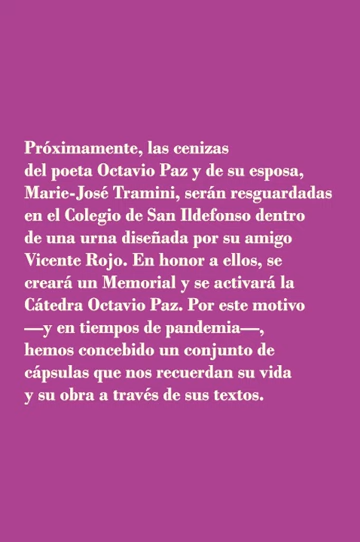 Próximamente, las cenizas
del poeta Octavio Paz y de su esposa,
Marie-José Tramini, serán resguardadas
en el Colegio de San Ildefonso dentro
de una urna diseñada por su amigo
Vicente Rojo. En honor a ellos, se
creará un Memorial y se activará la
Cátedra Octavio Paz. Por este motivo
—y en tiempos de pandemia—,
hemos concebido un conjunto de
cápsulas que nos recuerdan su vida
y su obra a través de sus textos.